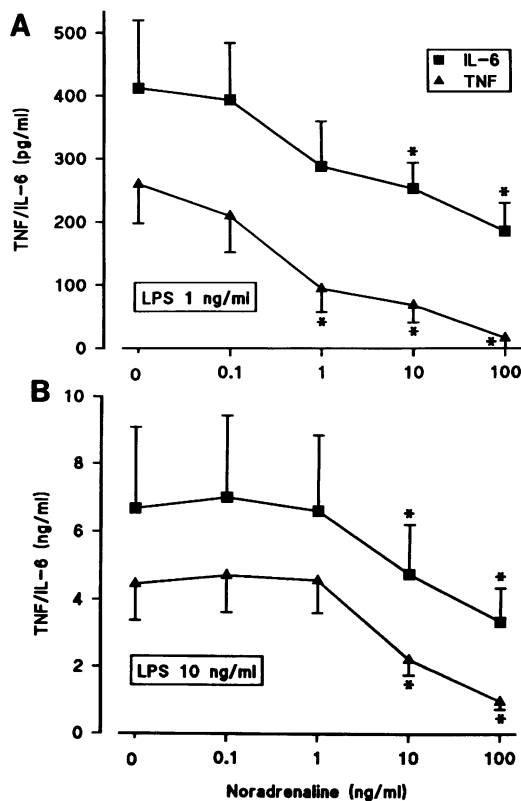 A
500
400
300
200
100
0
TNF/IL-6 (pg/ml)
IL-6
TNF
*
*
*
*
*
LPS 1 ng/ml
0 0.1 1 10 100
B
10
8
6
4
2
0
TNF/IL-6 (ng/ml)
*
*
*
*
LPS 10 ng/ml
0 0.1 1 10 100
Noradrenaline (ng/ml)